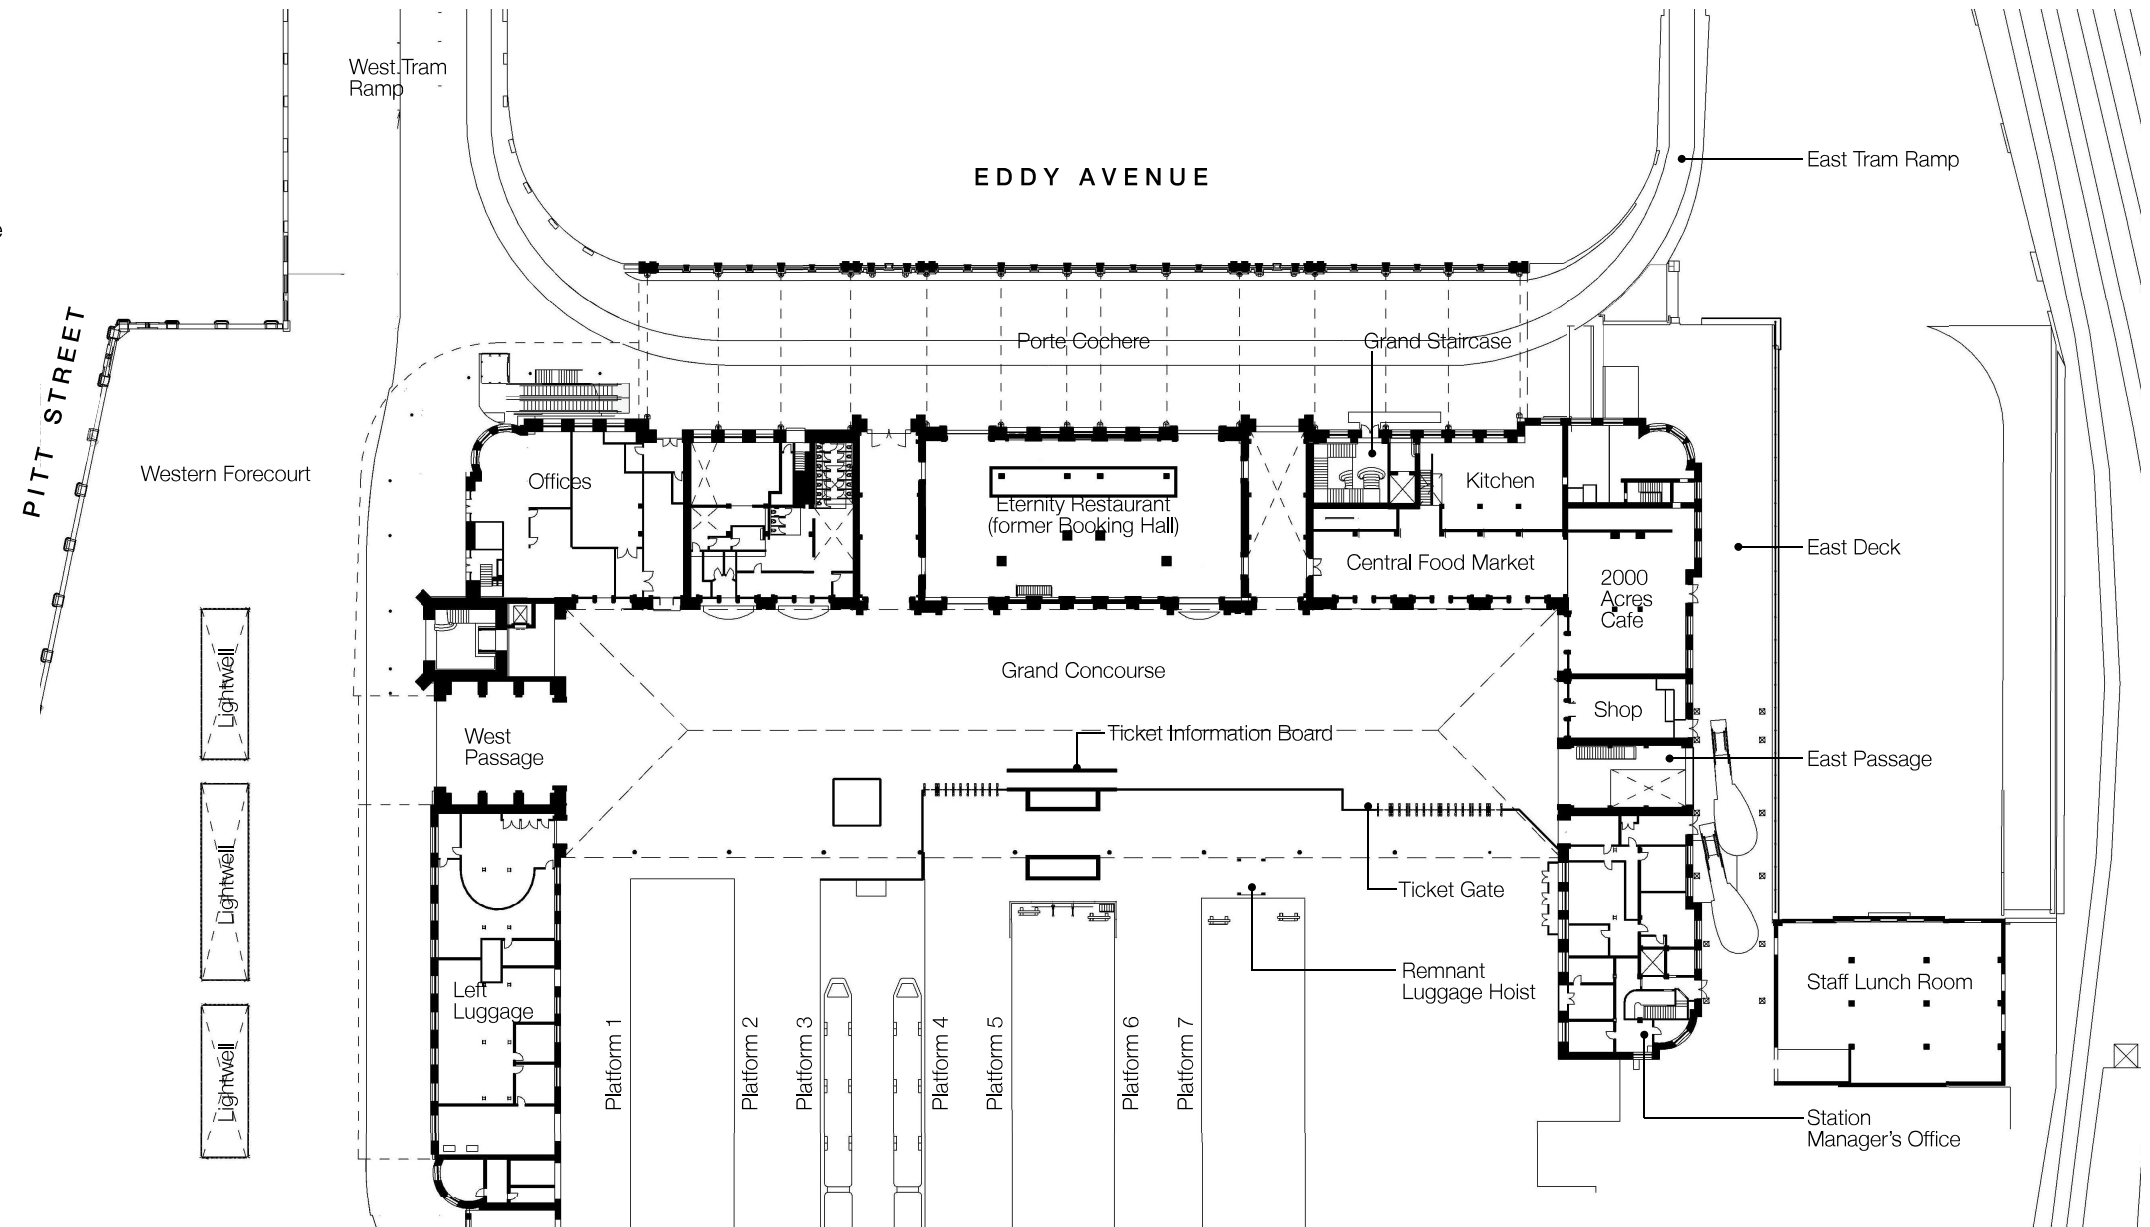 West Tram
Ramp
EDDY AVENUE
East Tram Ramp
e
PITT STREET
Porte Cochere
Grand Staircase
Western Forecourt
Offices
Eternity Restaurant
(former Booking Hall)
Kitchen
Central Food Market
East Deck
2000
Acres
Cafe
Lightwell
Grand Concourse
Shop
West
Passage
Ticket Information Board
East Passage
Lightwell
Ticket Gate
Left
Luggage
Remnant
Luggage Hoist
Staff Lunch Room
Lightwell
Platform 1
Platform 2
Platform 3
Platform 4
Platform 5
Platform 6
Platform 7
Station
Manager's Office